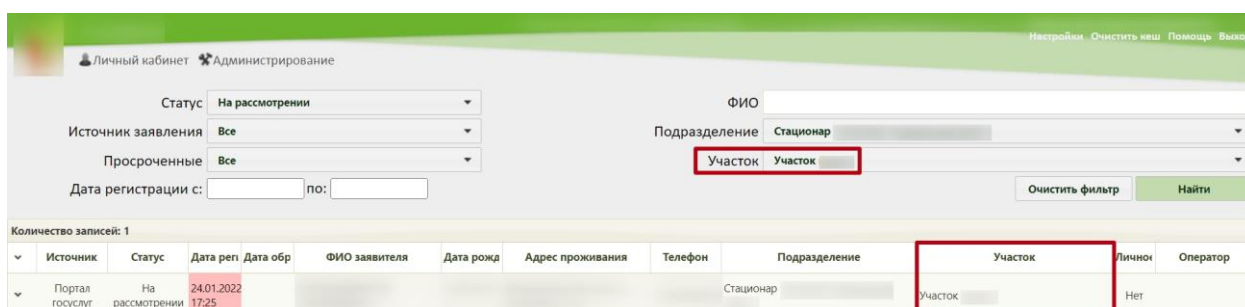 Настройки Очистить кеш Помощь Выхо
Личный кабинет Администрирование
Статус На рассмотрении ФИО
Источник заявления Все Подразделение Стационар
Просроченные Все Участок Участок
Дата регистрации с: по: Очистить фильтр Найти
Количество записей: 1
Источник Статус Дата реги Дата обр ФИО заявителя Дата рожд Адрес проживания Телефон Подразделение Участок Личное Оператор
Портал На 24.01.2022 Стационар
госуслуг рассмотрении 17:25 Участок Нет